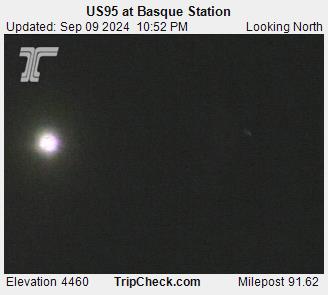 US95 at Basque Station
Updated: Sep 09 2024 10:52 PM Looking North
Elevation 4460 TripCheck.com Milepost 91.62